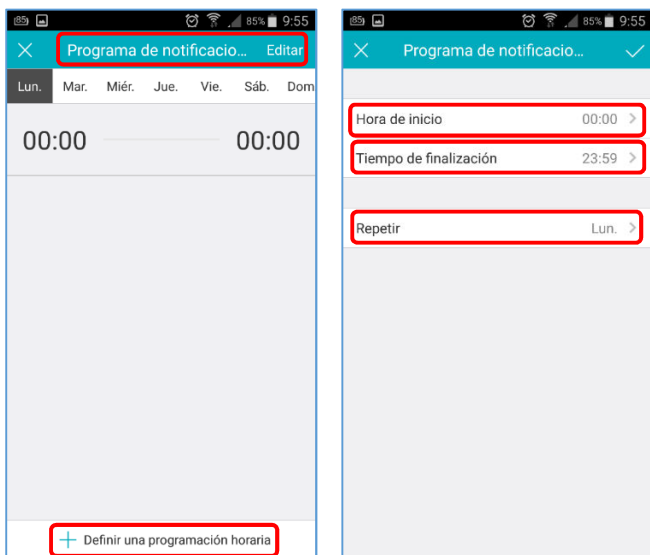 85 85% 9:55
Programa de notificacio... Editar
Lun. Mar. Miér. Jue. Vie. Sáb. Dom
00:00 00:00
Definir una programación horaria
85 85% 9:55
Programa de notificacio...
Hora de inicio 00:00
Tiempo de finalización 23:59
Repetir Lun.